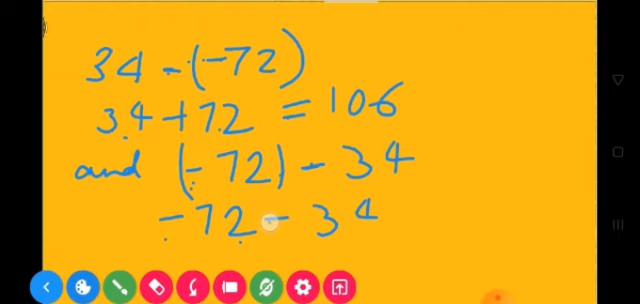 34 - (-72)
34 + 72 = 106
and (-72) - 34
-72 - 34